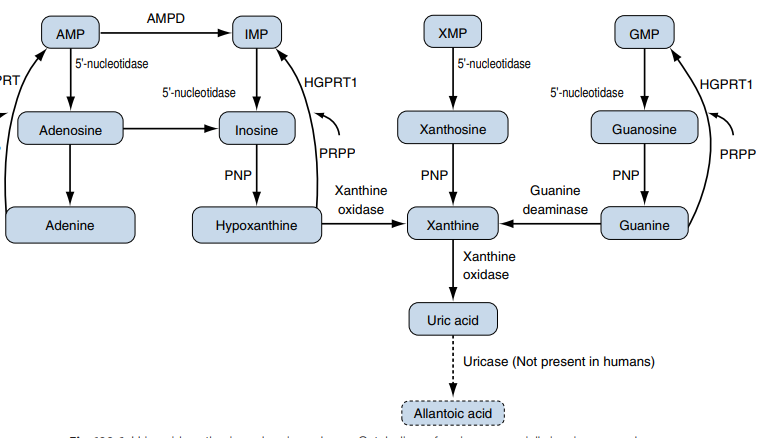 AMPD
AMP
IMP
XMP
GMP
5'-nucleotidase
5'-nucleotidase
5'-nucleotidase
5'-nucleotidase
PRT
HGPRT1
HGPRT1
Adenosine
Inosine
Xanthosine
Guanosine
PRPP
PRPP
PNP
PNP
PNP
Xanthine
oxidase
Guanine
deaminase
Adenine
Hypoxanthine
Xanthine
Guanine
Xanthine
oxidase
Uric acid
Uricase (Not present in humans)
Allantoic acid